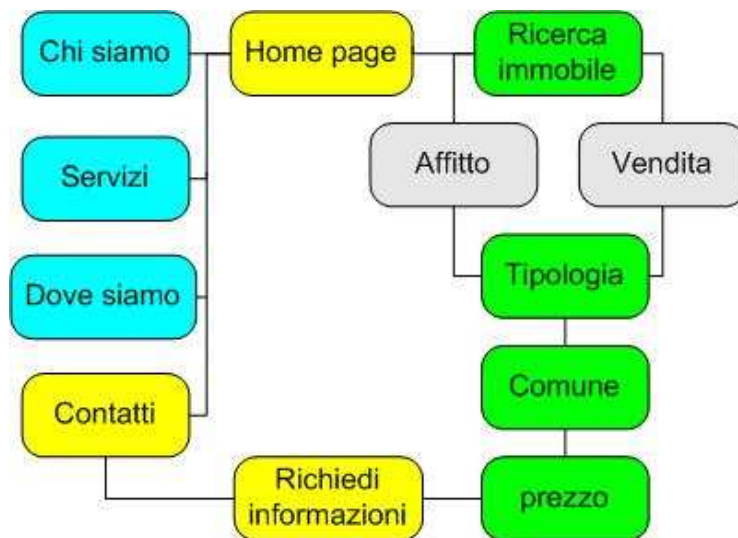 Chi siamo
Home page
Ricerca
immobile
Servizi
Affitto
Vendita
Dove siamo
Tipologia
Contatti
Comune
Richiedi
informazioni
prezzo